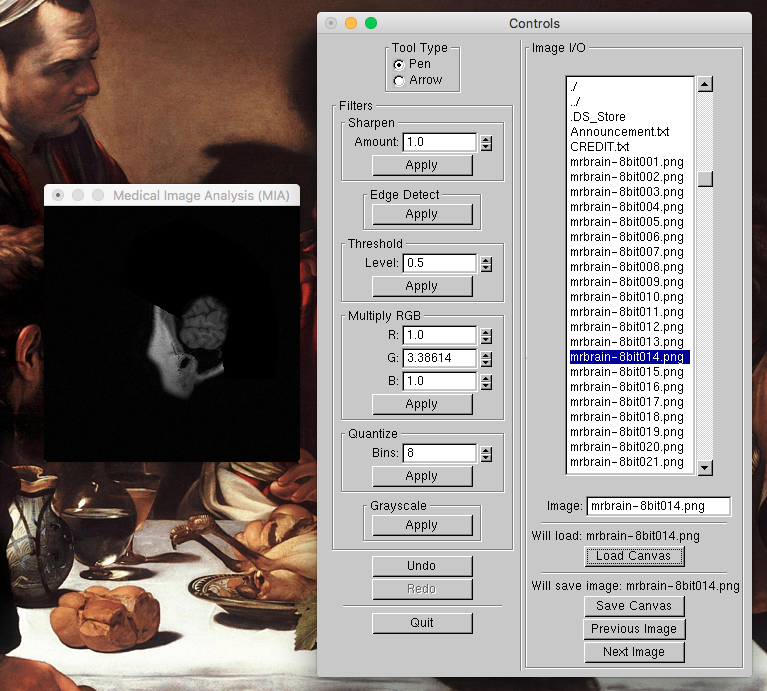 Controls
Tool Type
Pen
Arrow
Filters
Sharpen
Amount: 1.0
Apply
Edge Detect
Apply
Threshold
Level: 0.5
Apply
Multiply RGB
R: 1.0
G: 3.38614
B: 1.0
Apply
Quantize
Bins: 8
Apply
Grayscale
Apply
Undo
Redo
Quit
Image I/O
./
../
.DS_Store
Announcement.txt
CREDIT.txt
mrbrain-8bit001.png
mrbrain-8bit002.png
mrbrain-8bit003.png
mrbrain-8bit004.png
mrbrain-8bit005.png
mrbrain-8bit006.png
mrbrain-8bit007.png
mrbrain-8bit008.png
mrbrain-8bit009.png
mrbrain-8bit010.png
mrbrain-8bit011.png
mrbrain-8bit012.png
mrbrain-8bit013.png
mrbrain-8bit014.png
mrbrain-8bit015.png
mrbrain-8bit016.png
mrbrain-8bit017.png
mrbrain-8bit018.png
mrbrain-8bit019.png
mrbrain-8bit020.png
mrbrain-8bit021.png
Image: mrbrain-8bit014.png
Will load: mrbrain-8bit014.png
Load Canvas
Will save image: mrbrain-8bit014.png
Save Canvas
Previous Image
Next Image
Medical Image Analysis (MIA)